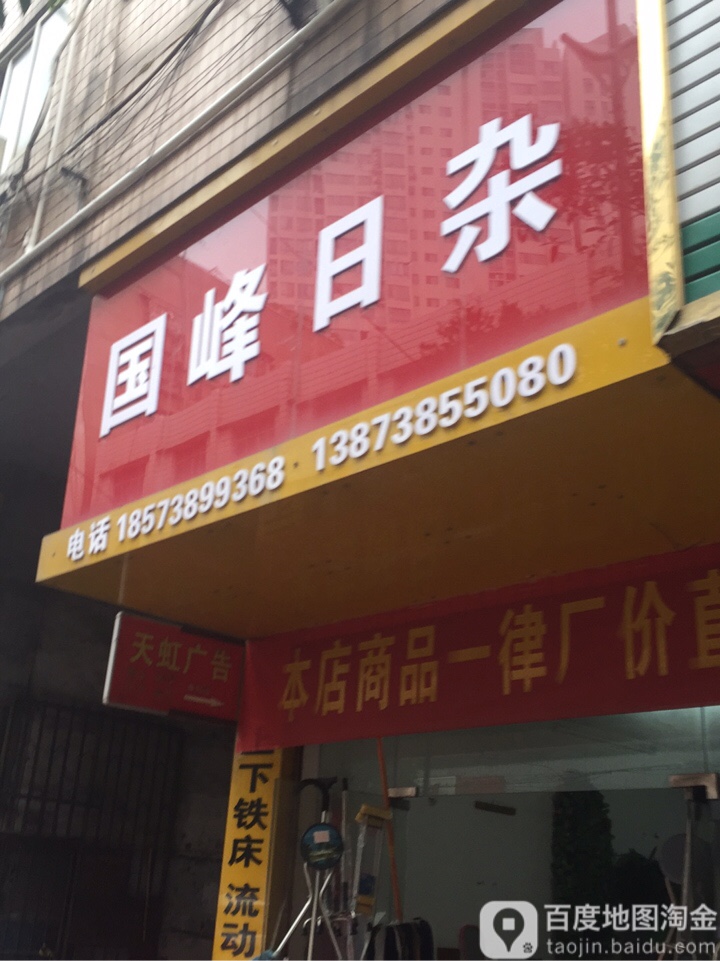 国峰日杂
电话 18573899368 · 13873855080
本店商品一律厂价直
天虹广告
下铁床 流动
百度地图淘金
taojin.baidu.com